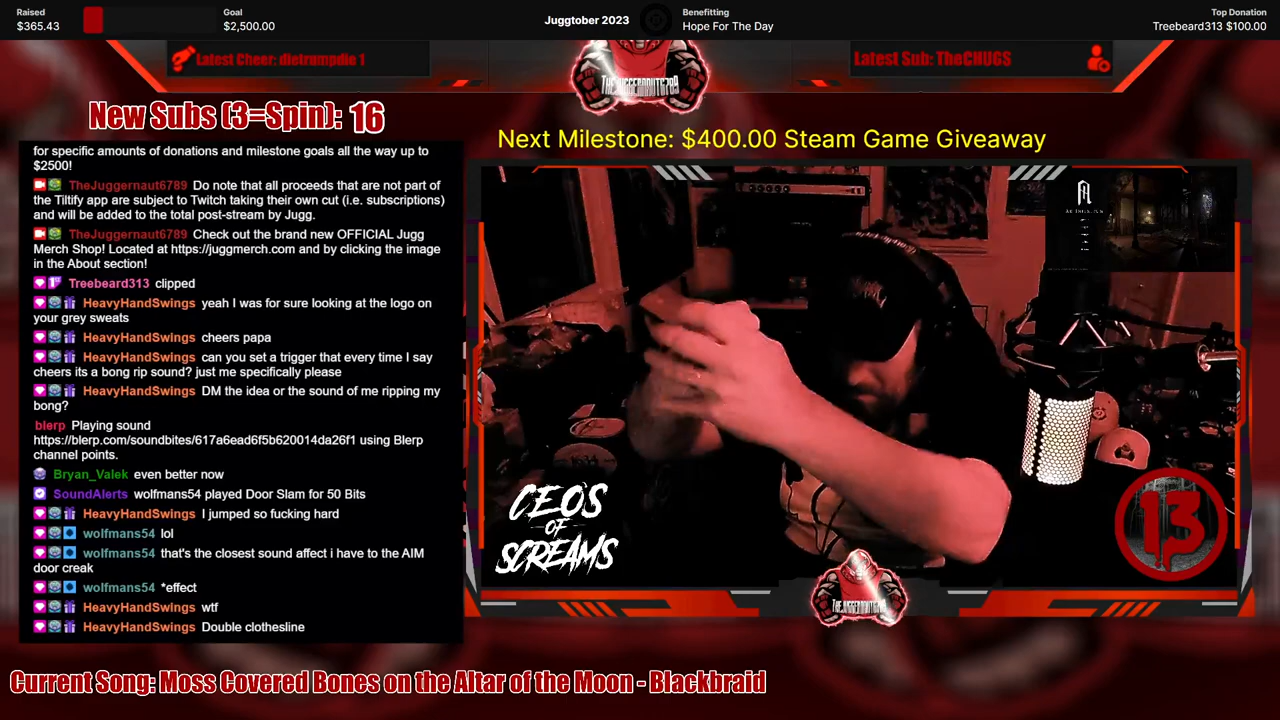 Raised
$365.43
Goal
$2,500.00
Juggtober 2023
Benefitting
Hope For The Day
Top Donation
Treebeard313 $100.00
Latest Cheer: dietrumpdie 1
THEJUGGERNAUT6789
Latest Sub: TheCHUGS
New Subs (3=Spin): 16
Next Milestone: $400.00 Steam Game Giveaway
for specific amounts of donations and milestone goals all the way up to
$2500!
TheJuggernaut6789 Do note that all proceeds that are not part of
the Tiltify app are subject to Twitch taking their own cut (i.e. subscriptions)
and will be added to the total post-stream by Jugg.
TheJuggernaut6789 Check out the brand new OFFICIAL Jugg
Merch Shop! Located at https://juggmerch.com and by clicking the image
in the About section!
Treebeard313 clipped
HeavyHandSwings yeah I was for sure looking at the logo on
your grey sweats
HeavyHandSwings cheers papa
HeavyHandSwings can you set a trigger that every time I say
cheers its a bong rip sound? just me specifically please
HeavyHandSwings DM the idea or the sound of me ripping my
bong?
blerp Playing sound
https://blerp.com/soundbites/617a6ead6f5b620014da26f1 using Blerp
channel points.
Bryan_Valek even better now
SoundAlerts wolfmans54 played Door Slam for 50 Bits
HeavyHandSwings I jumped so fucking hard
wolfmans54 lol
wolfmans54 that's the closest sound affect i have to the AIM
door creak
wolfmans54 *effect
HeavyHandSwings wtf
HeavyHandSwings Double clothesline
CEO'S
OF
SCREAMS
13
THEJUGGERNAUT6789
Current Song: Moss Covered Bones on the Altar of the Moon - Blackbraid